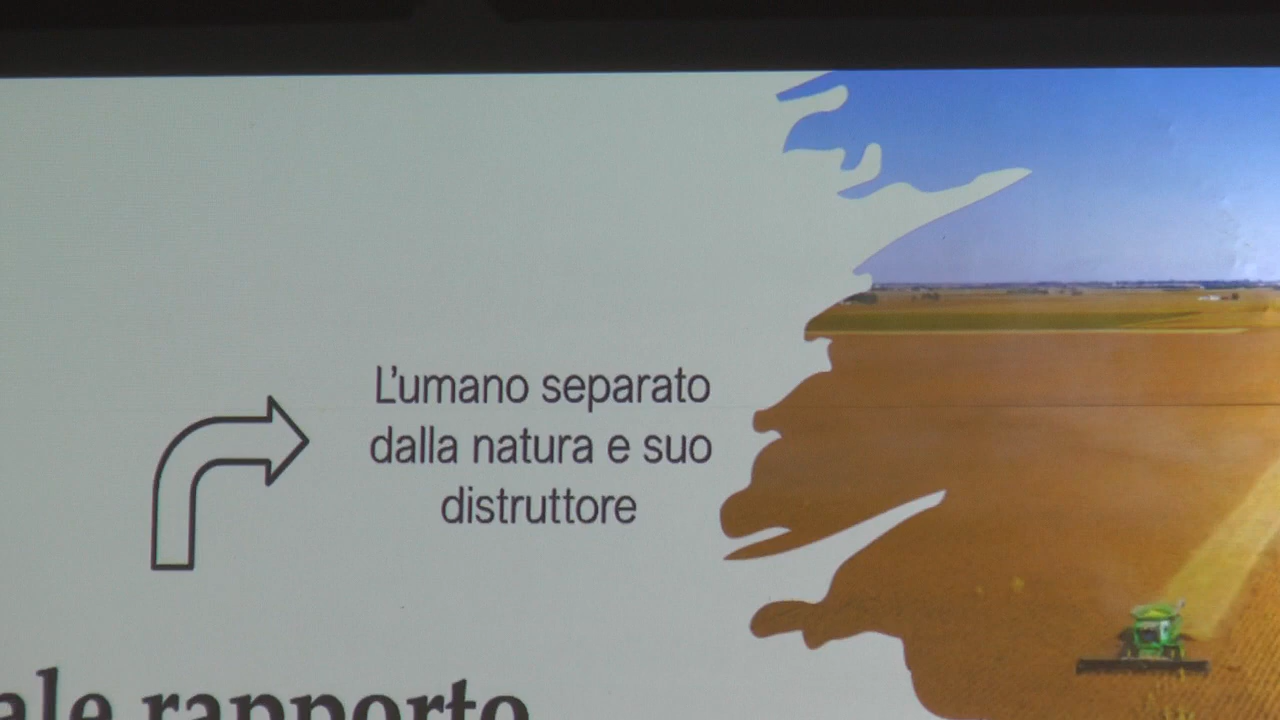 L'umano separato
dalla natura e suo
distruttore
ale rapporto